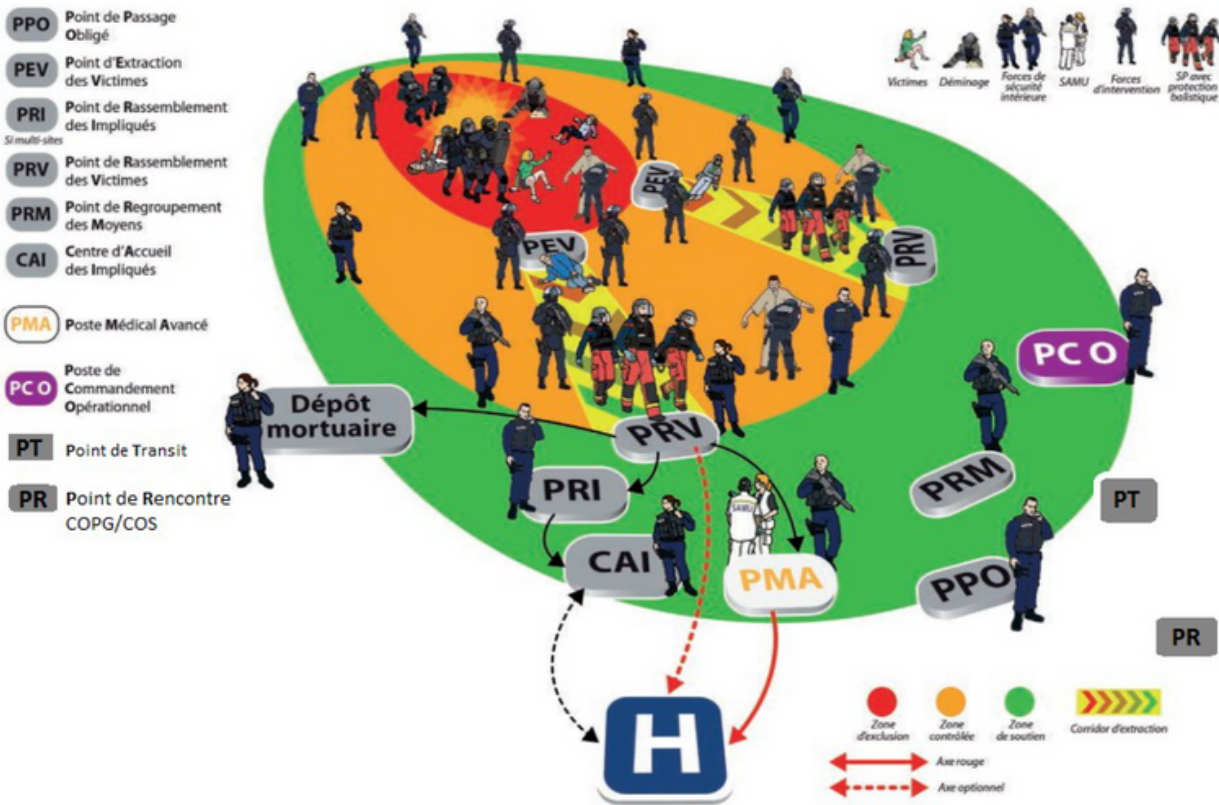 PPO Point de Passage
Obligé
PEV Point d'Extraction
des Victimes
PRI Point de Rassemblement
des Impliqués
Si multi-sites
PRV Point de Rassemblement
des Victimes
PRM Point de Regroupement
des Moyens
CAI Centre d'Accueil
des Impliqués
PMA Poste Médical Avancé
PC O Poste de
Commandement
Opérationnel
PT Point de Transit
PR Point de Rencontre
COPG/COS
Victimes
Déminage
Forces de
sécurité
intérieure
SAMU
Forces
d'intervention
SP avec
protection
balistique
PEV
PEV
PRV
PC O
Dépôt
mortuaire
PRV
PRI
PRM
PT
SAMU
CAI
PMA
PPO
PR
H
Zone
d'exclusion
Zone
contrôlée
Zone
de soutien
Corridor d'extraction
Axe rouge
Axe optionnel